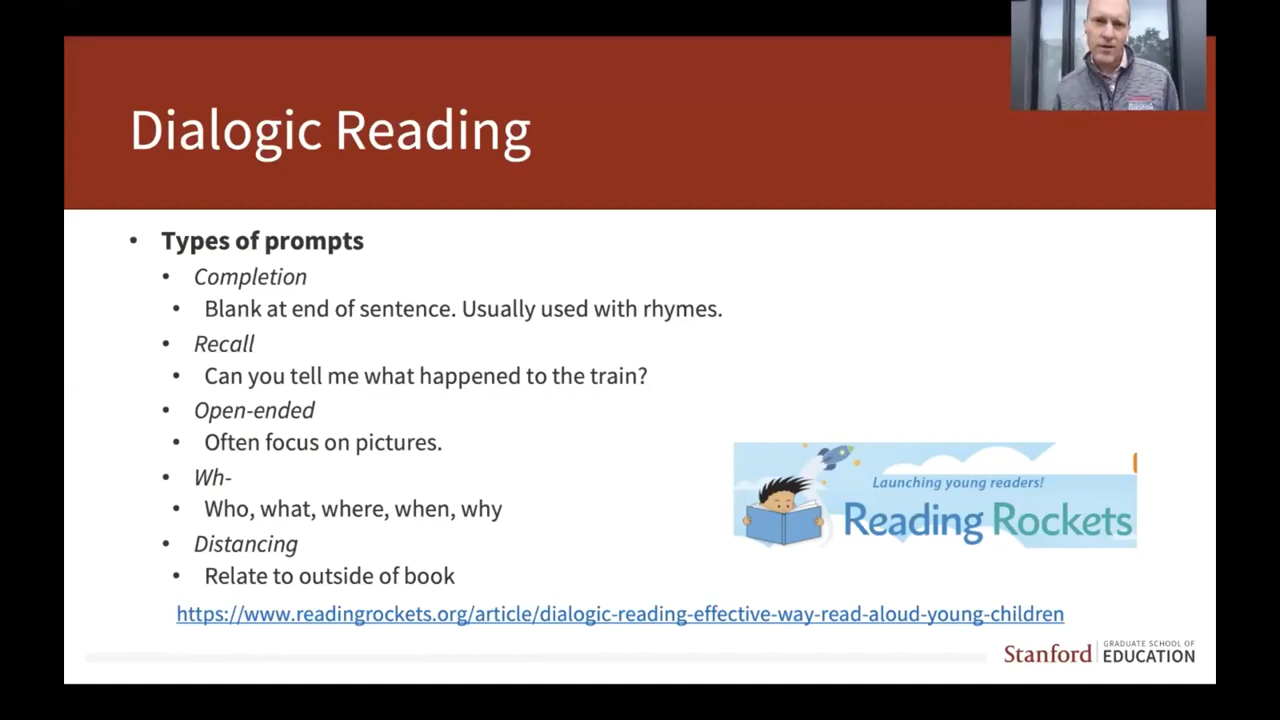 Dialogic Reading
• Types of prompts
• Completion
• Blank at end of sentence. Usually used with rhymes.
• Recall
• Can you tell me what happened to the train?
• Open-ended
• Often focus on pictures.
• Wh-
• Who, what, where, when, why
• Distancing
• Relate to outside of book
Launching young readers!
Reading Rockets
https://www.readingrockets.org/article/dialogic-reading-effective-way-read-aloud-young-children
Stanford GRADUATE SCHOOL OF
EDUCATION